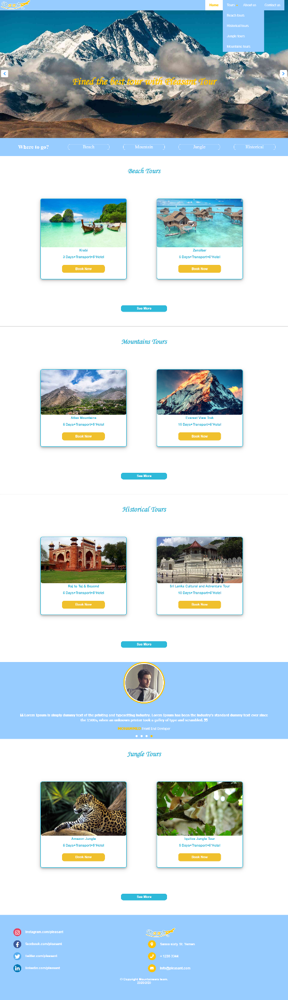 Pleasant
Home
Tours
About us
Contact us
Beach tours
Historical tours
Jungle tours
Mountains tours
Fined the best tour with Pleasant Tour
Where to go?
Beach
Mountain
Jungle
Historical
Beach Tours
Krabi
3 Days+Transport+5*Hotel
Book Now
Zanzibar
6 Days+Transport+5*Hotel
Book Now
See More
Mountains Tours
Atlas Mountains
5 Days+Transport+5*Hotel
Book Now
Everest View Trek
15 Days+Transport+5*Hotel
Book Now
See More
Historical Tours
Raj to Taj & Beyond
5 Days+Transport+5*Hotel
Book Now
Sri Lanka Cultural and Adventure Tour
10 Days+Transport+5*Hotel
Book Now
See More
❝ Lorem Ipsum is simply dummy text of the printing and typesetting industry. Lorem Ipsum has been the industry's standard dummy text ever since
the 1500s, when an unknown printer took a galley of type and scrambled. ❞
Front End Devloper
Jungle Tours
Amazon Jungle
5 Days+Transport+5*Hotel
Book Now
Iquitos Jungle Tour
5 Days+Transport+5*Hotel
Book Now
See More
instagram.com/pleasant
facebook.com/pleasant
twitter.com/pleasant
linkedin.com/pleasant
Pleasant
Sanaa sixty St. Yemen
+ 1235 3344
info@pleasant.com
© Copyright Mountainears team.
2020/2/20